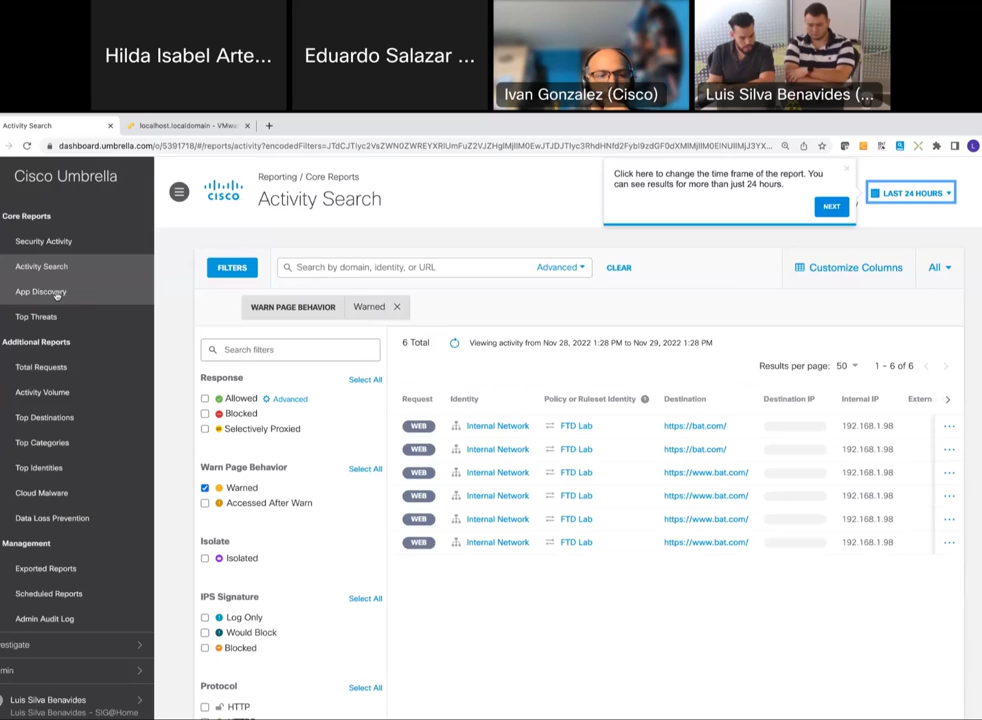 Hilda Isabel Arte...
Eduardo Salazar ...
Ivan Gonzalez (Cisco)
Luis Silva Benavides (...
Activity Search
localhost.localdomain - VMwa
Cisco Umbrella
Reporting / Core Reports
Activity Search
Click here to change the time frame of the report. You
can see results for more than just 24 hours.
NEXT
LAST 24 HOURS
Core Reports
Security Activity
Activity Search
App Discovery
Top Threats
Additional Reports
Total Requests
Activity Volume
Top Destinations
Top Categories
Top Identities
Cloud Malware
Data Loss Prevention
Management
Exported Reports
Scheduled Reports
Admin Audit Log
estigate
min
Luis Silva Benavides
Luis Silva Benavides - SIG@Home
CISCO
FILTERS
Search by domain, identity, or URL
Advanced
CLEAR
Customize Columns
All
WARN PAGE BEHAVIOR Warned
Search filters
6 Total
Viewing activity from Nov 28, 2022 1:28 PM to Nov 29, 2022 1:28 PM
Results per page: 50 1 - 6 of 6
Response Select All
Allowed Advanced
Blocked
Selectively Proxied
Warn Page Behavior Select All
Warned
Accessed After Warn
Isolate
Isolated
IPS Signature Select All
Log Only
Would Block
Blocked
Protocol Select All
HTTP
Request Identity Policy or Ruleset Identity Destination Destination IP Internal IP Extern
WEB Internal Network FTD Lab https://bat.com/ 192.168.1.98
WEB Internal Network FTD Lab https://bat.com/ 192.168.1.98
WEB Internal Network FTD Lab https://www.bat.com/ 192.168.1.98
WEB Internal Network FTD Lab https://www.bat.com/ 192.168.1.98
WEB Internal Network FTD Lab https://www.bat.com/ 192.168.1.98
WEB Internal Network FTD Lab https://www.bat.com/ 192.168.1.98